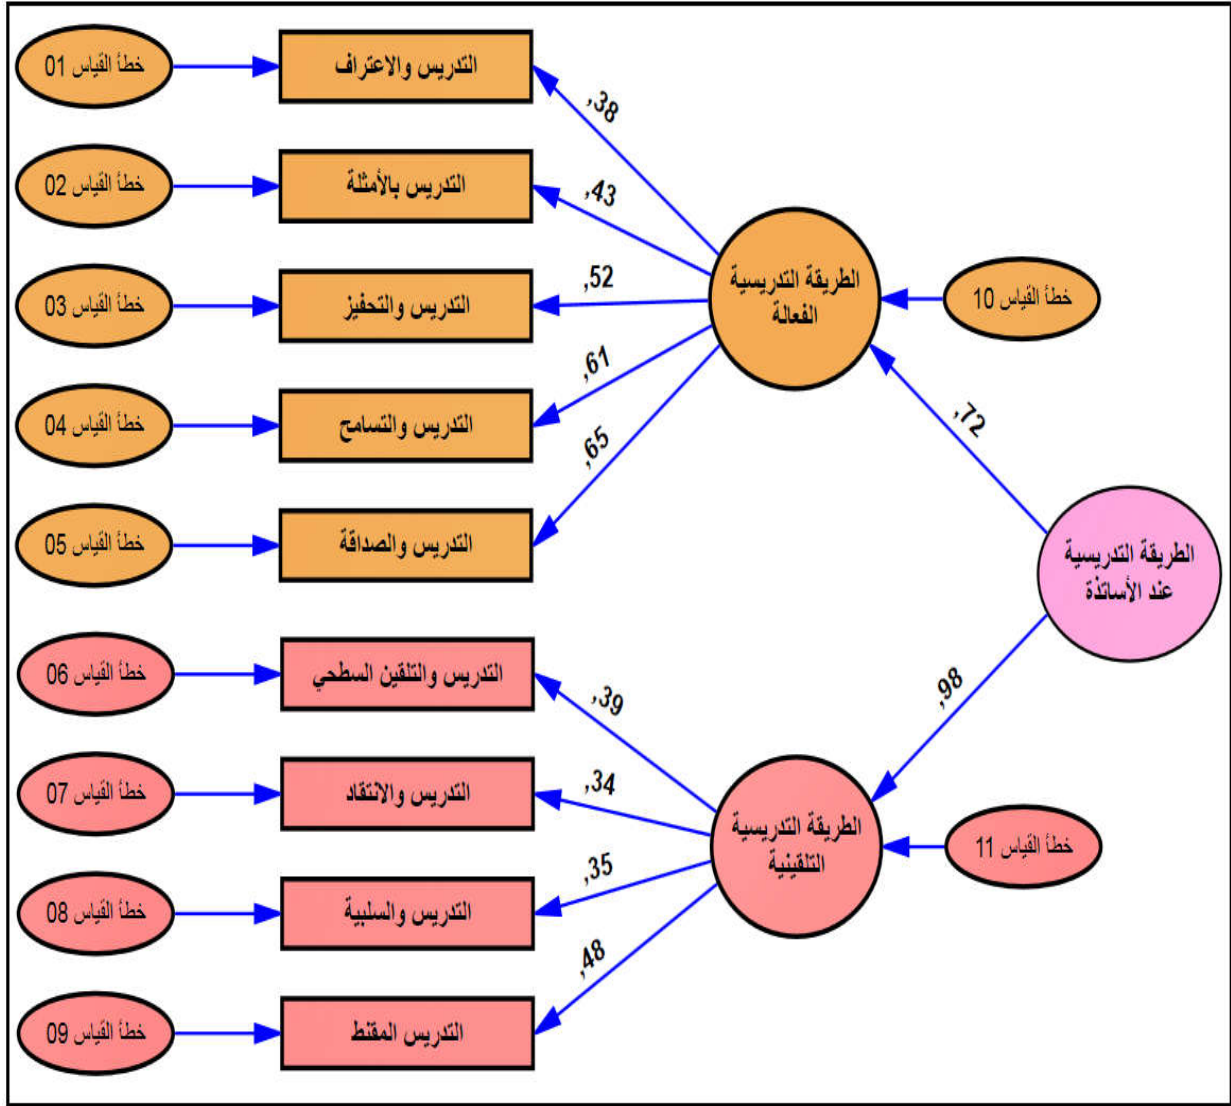 خطأ القياس 01
التدريس والاعتراف
,38
خطأ القياس 02
التدريس بالأمثلة
,43
خطأ القياس 03
التدريس والتحفيز
,52
الطريقة التدريسية
الفعالة
خطأ القياس 10
خطأ القياس 04
التدريس والتسامح
,61
,72
خطأ القياس 05
التدريس والصداقة
,65
الطريقة التدريسية
عند الأساتذة
خطأ القياس 06
التدريس والتلقين السطحي
,39
,98
خطأ القياس 07
التدريس والانتقاد
,34
الطريقة التدريسية
التلقينية
خطأ القياس 11
خطأ القياس 08
التدريس والسلبية
,35
خطأ القياس 09
التدريس المقنط
,48